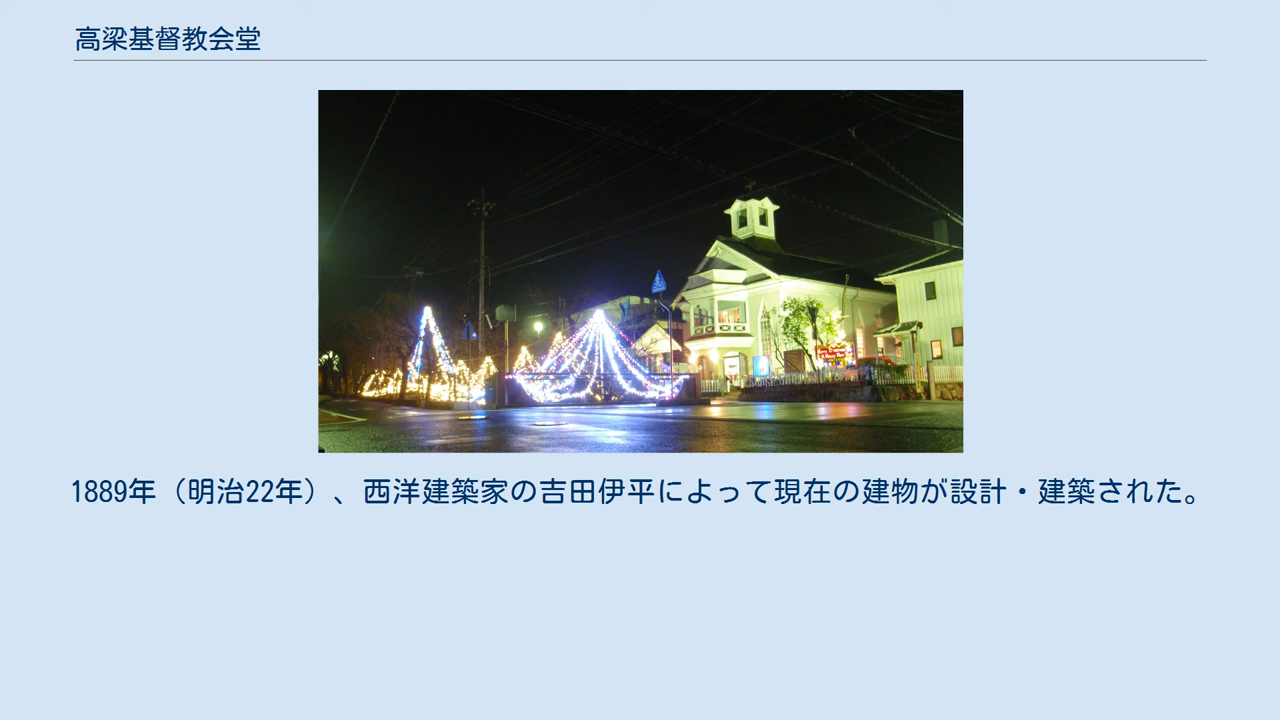 高梁基督教会堂
1889年（明治22年）、西洋建築家の吉田伊平によって現在の建物が設計・建築された。